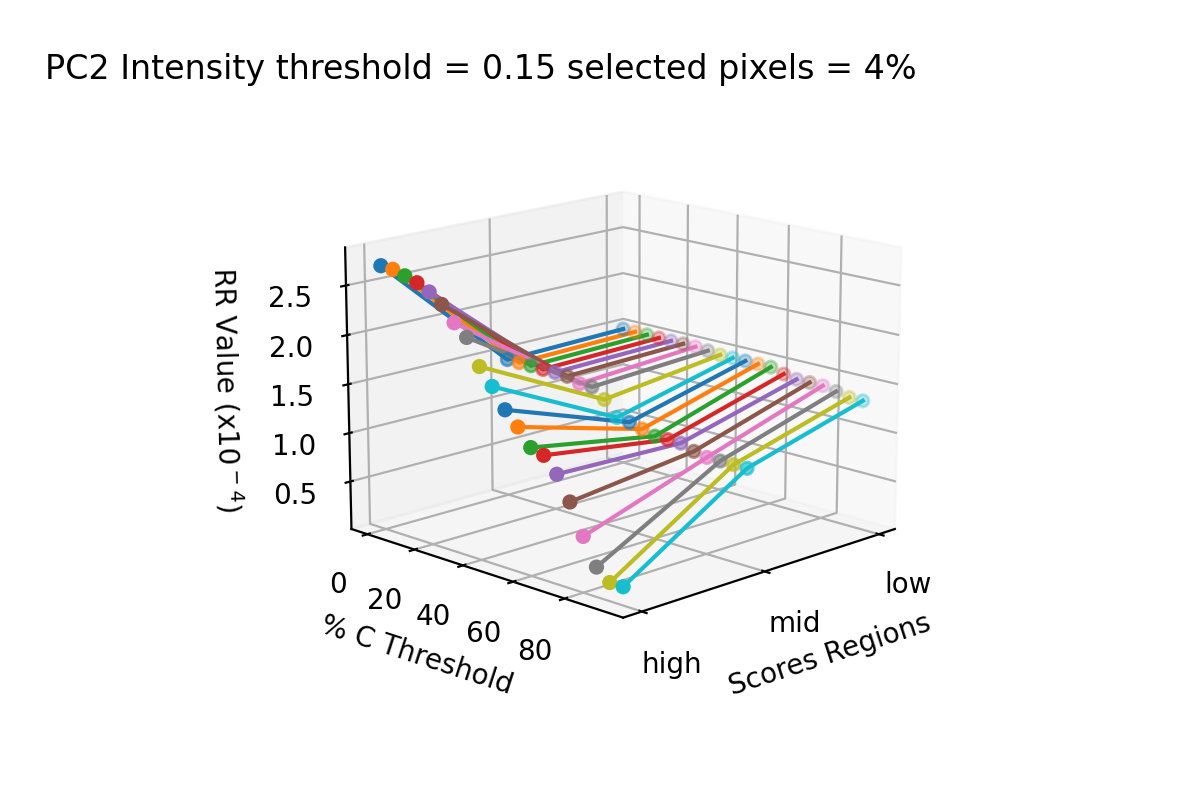 PC2 Intensity threshold = 0.15 selected pixels = 4%
RR Value (x10⁻⁴)
2.5
2.0
1.5
1.0
0.5
0
20
40
60
80
% C Threshold
high
mid
low
Scores Regions